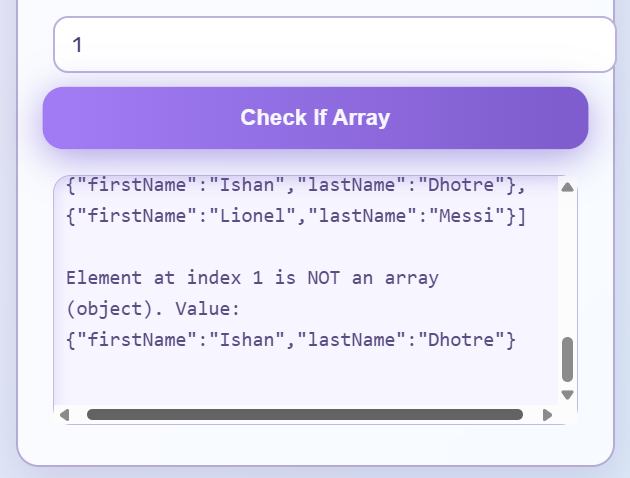 1
Check If Array
{"firstName":"Ishan","lastName":"Dhotre"},
{"firstName":"Lionel","lastName":"Messi"}]
Element at index 1 is NOT an array
(object). Value:
{"firstName":"Ishan","lastName":"Dhotre"}